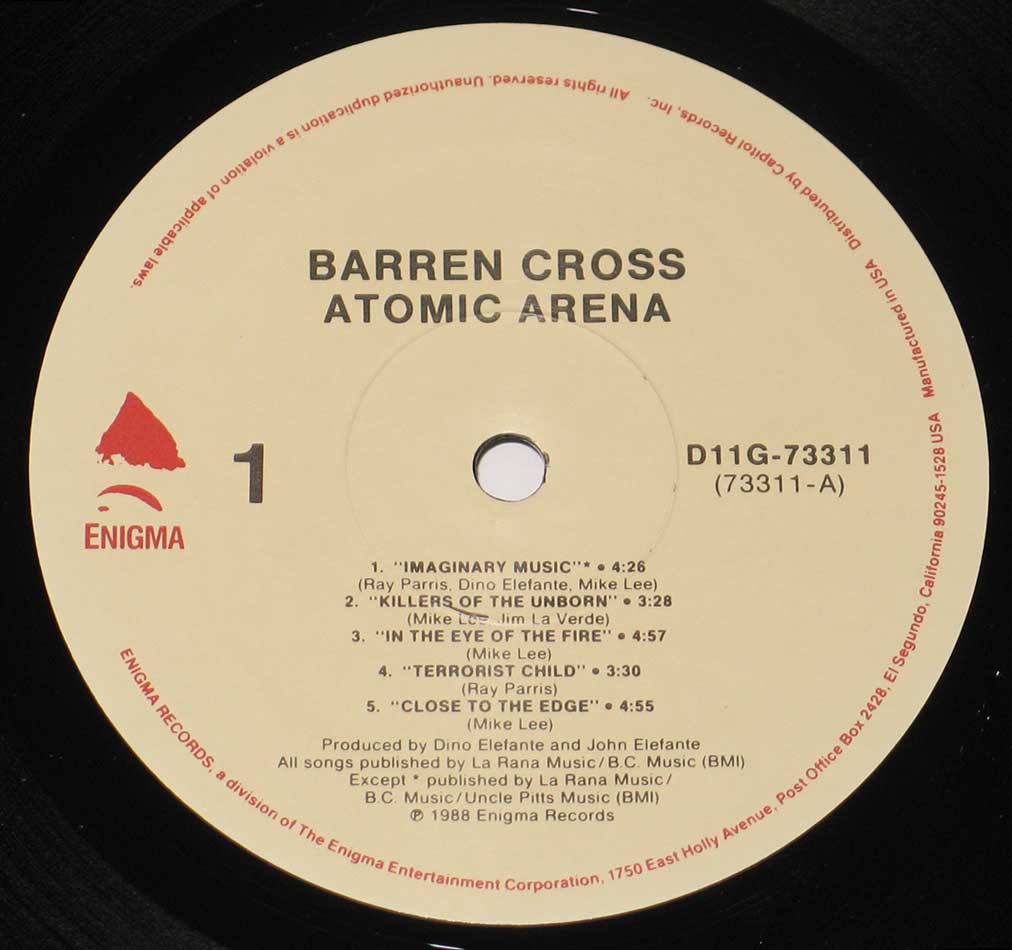 BARREN CROSS
ATOMIC ARENA
ENIGMA
1
D11G-73311
(73311-A)
1. "IMAGINARY MUSIC"* • 4:26
(Ray Parris, Dino Elefante, Mike Lee)
2. "KILLERS OF THE UNBORN" • 3:28
(Mike Lee Jim La Verde)
3. "IN THE EYE OF THE FIRE" • 4:57
(Mike Lee)
4. "TERRORIST CHILD" • 3:30
(Ray Parris)
5. "CLOSE TO THE EDGE" • 4:55
(Mike Lee)
Produced by Dino Elefante and John Elefante
All songs published by La Rana Music/B.C. Music (BMI)
Except * published by La Rana Music/
B.C. Music/Uncle Pitts Music (BMI)
℗ 1988 Enigma Records
ENIGMA RECORDS, a division of The Enigma Entertainment Corporation, 1750 East Holly Avenue, Post Office Box 2428, El Segundo, California 90245-1528 USA Manufactured in USA Distributed by Capitol Records, Inc. All rights reserved. Unauthorized duplication is a violation of applicable laws.